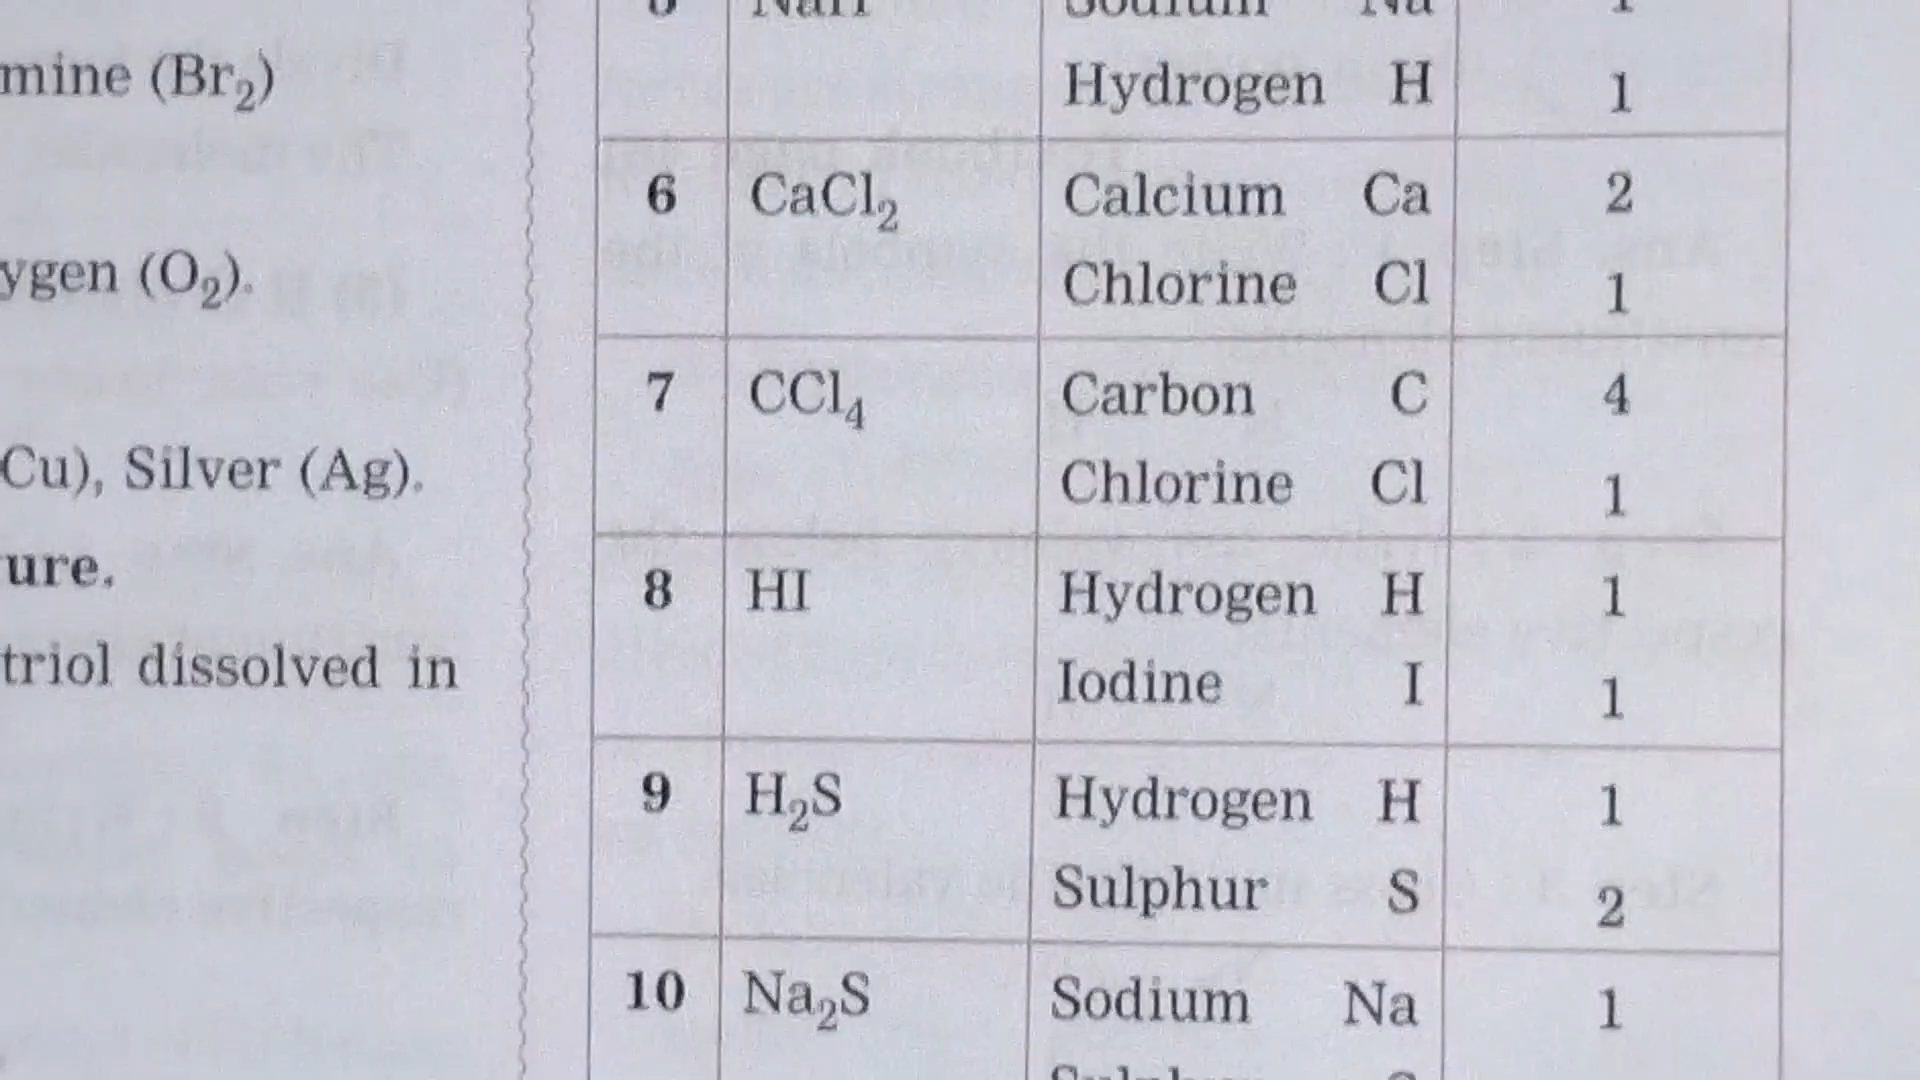 mine (Br₂)
ygen (O₂).
Cu), Silver (Ag).
ure.
triol dissolved in
Hydrogen H 1
6 CaCl₂ Calcium Ca 2
Chlorine Cl 1
7 CCl₄ Carbon C 4
Chlorine Cl 1
8 HI Hydrogen H 1
Iodine I 1
9 H₂S Hydrogen H 1
Sulphur S 2
10 Na₂S Sodium Na 1